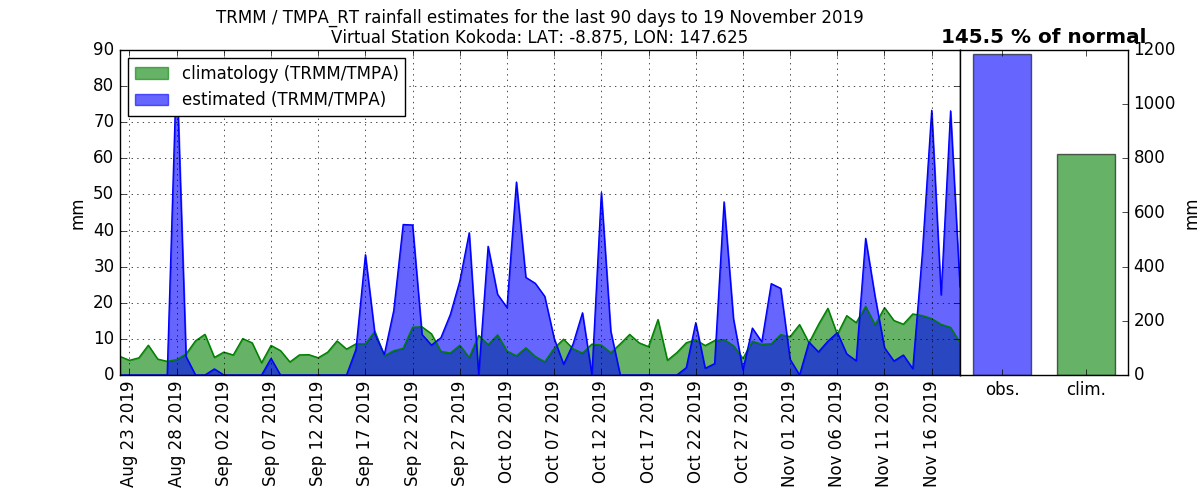 TRMM / TMPA_RT rainfall estimates for the last 90 days to 19 November 2019
Virtual Station Kokoda: LAT: -8.875, LON: 147.625
145.5 % of normal
climatology (TRMM/TMPA)
estimated (TRMM/TMPA)
90
80
70
60
50
40
30
20
10
0
mm
1200
1000
800
600
400
200
0
mm
Aug 23 2019
Aug 28 2019
Sep 02 2019
Sep 07 2019
Sep 12 2019
Sep 17 2019
Sep 22 2019
Sep 27 2019
Oct 02 2019
Oct 07 2019
Oct 12 2019
Oct 17 2019
Oct 22 2019
Oct 27 2019
Nov 01 2019
Nov 06 2019
Nov 11 2019
Nov 16 2019
obs.
clim.